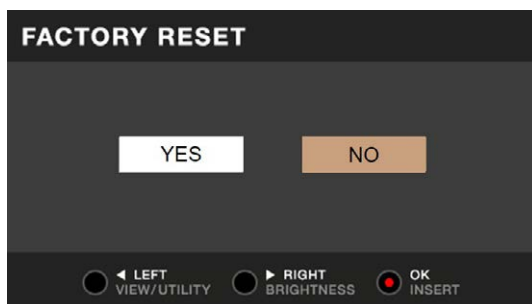 FACTORY RESET
YES
NO
◄ LEFT
VIEW/UTILITY
► RIGHT
BRIGHTNESS
OK
INSERT